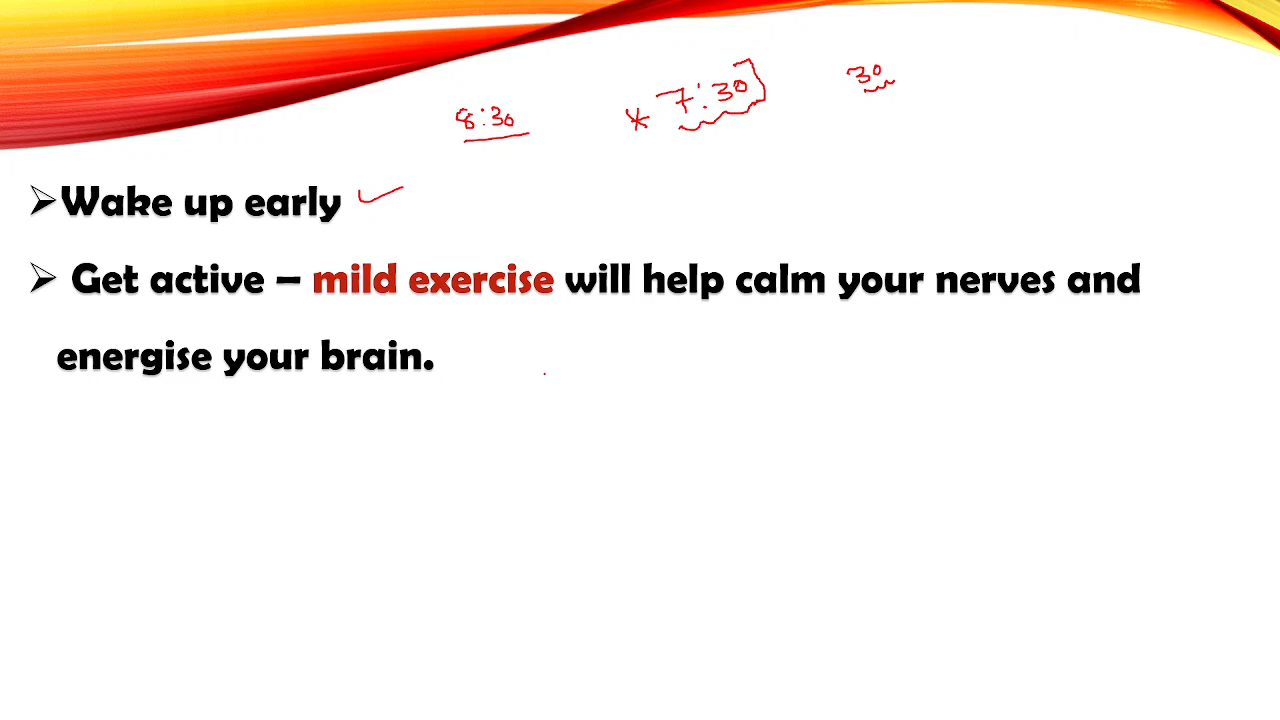 8:30 * 7:30 30
➢Wake up early ✓
➢ Get active – mild exercise will help calm your nerves and
energise your brain.